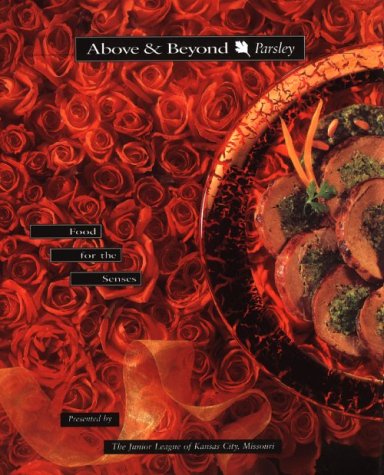 Above & Beyond Parsley
Food
for the
Senses
Presented by
The Junior League of Kansas City, Missouri